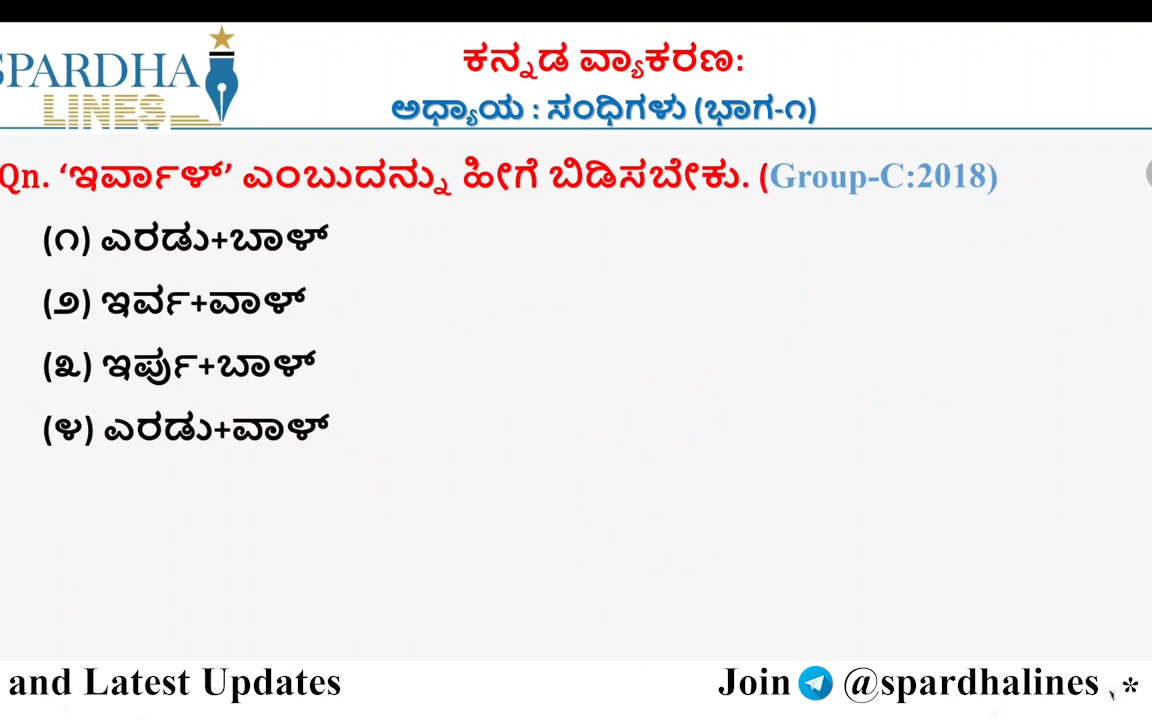 SPARDHA
LINES
ಕನ್ನಡ ವ್ಯಾಕರಣ:
ಅಧ್ಯಾಯ : ಸಂಧಿಗಳು (ಭಾಗ-೧)
Qn. ‘ಇರ್ವಾಳ್’ ಎಂಬುದನ್ನು ಹೀಗೆ ಬಿಡಿಸಬೇಕು. (Group-C:2018)
(೧) ಎರಡು+ಬಾಳ್
(೨) ಇರ್ವ+ವಾಳ್
(೩) ಇರ್ಪು+ಬಾಳ್
(೪) ಎರಡು+ವಾಳ್
and Latest Updates
Join @spardhalines *